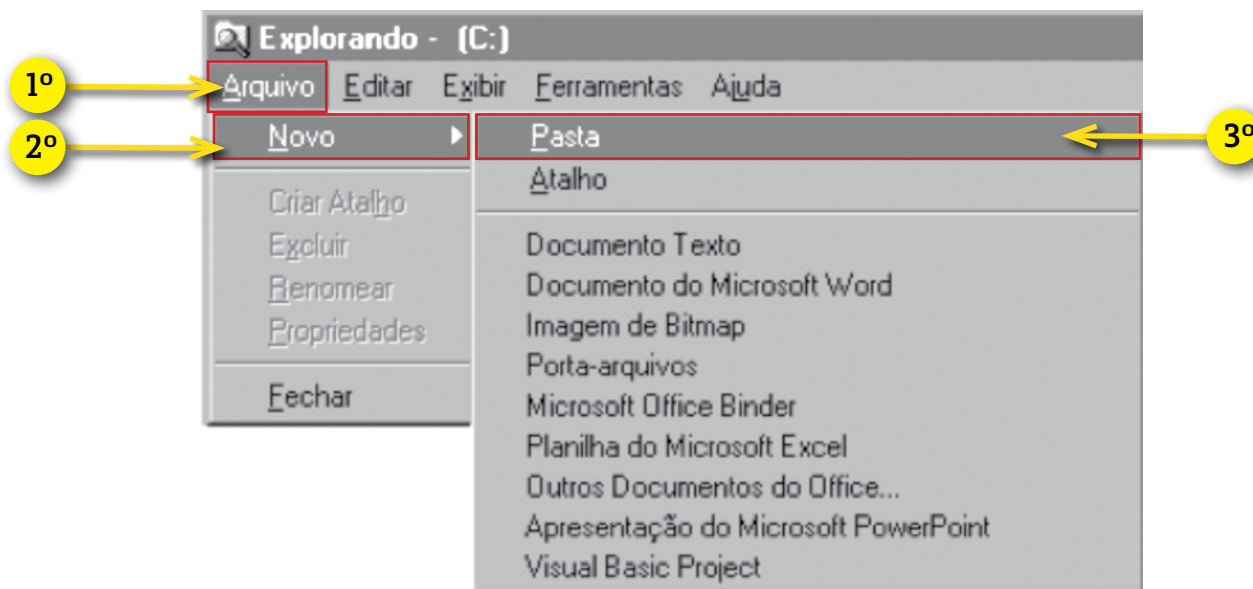 Explorando - (C:)
1º
Arquivo Editar Exibir Ferramentas Ajuda
2º
Novo
Criar Atalho
Excluir
Renomear
Propriedades
Fechar
Pasta
3º
Atalho
Documento Texto
Documento do Microsoft Word
Imagem de Bitmap
Porta-arquivos
Microsoft Office Binder
Planilha do Microsoft Excel
Outros Documentos do Office...
Apresentação do Microsoft PowerPoint
Visual Basic Project